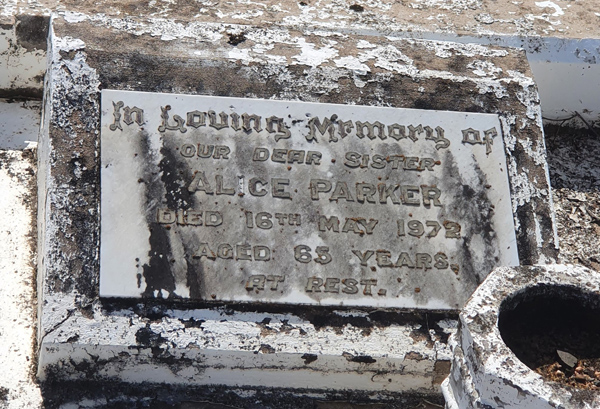 In Loving Memory of
OUR DEAR SISTER
ALICE PARKER
DIED 16TH MAY 1972
AGED 65 YEARS.
AT REST.